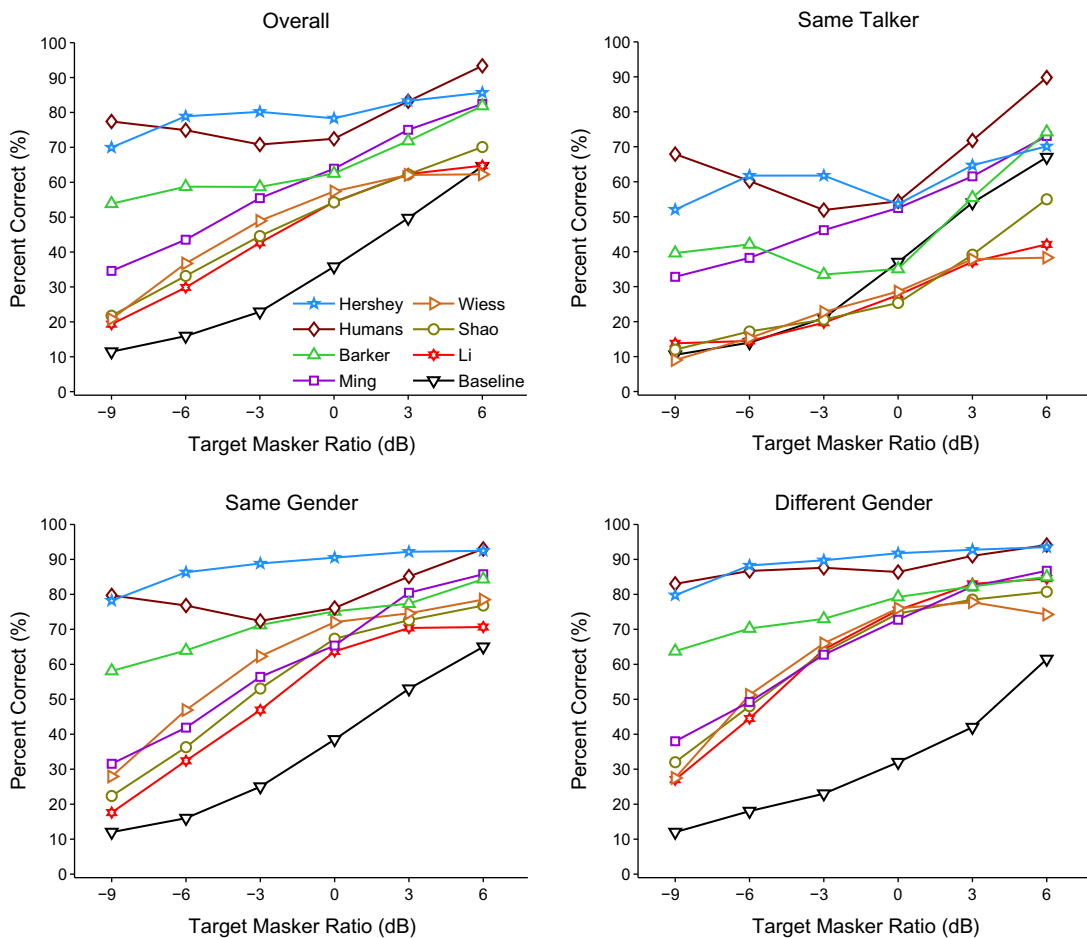 Overall
Percent Correct (%)
100
90
80
70
60
50
40
30
20
10
0
Hershey
Humans
Barker
Ming
Wiess
Shao
Li
Baseline
−9 −6 −3 0 3 6
Target Masker Ratio (dB)
Same Talker
Percent Correct (%)
100
90
80
70
60
50
40
30
20
10
0
−9 −6 −3 0 3 6
Target Masker Ratio (dB)
Same Gender
Percent Correct (%)
100
90
80
70
60
50
40
30
20
10
0
−9 −6 −3 0 3 6
Target Masker Ratio (dB)
Different Gender
Percent Correct (%)
100
90
80
70
60
50
40
30
20
10
0
−9 −6 −3 0 3 6
Target Masker Ratio (dB)